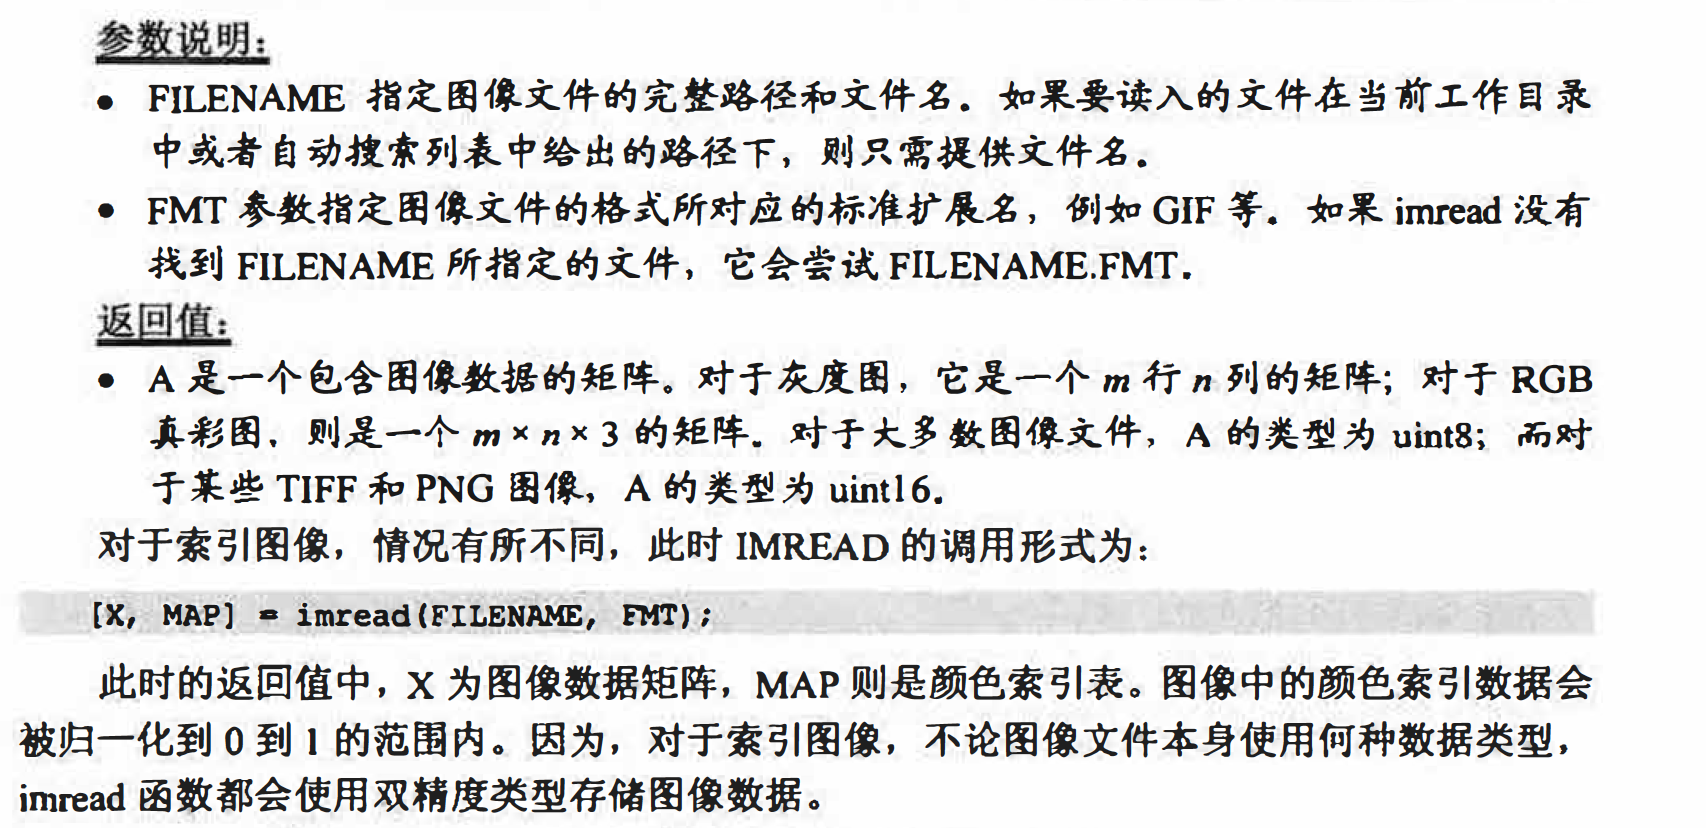 参数说明:
● FILENAME 指定图像文件的完整路径和文件名。如果要读入的文件在当前工作目录
中或者自动搜索列表中给出的路径下，则只需提供文件名。
● FMT 参数指定图像文件的格式所对应的标准扩展名，例如 GIF 等。如果 imread 没有
找到 FILENAME 所指定的文件，它会尝试 FILENAME.FMT。
返回值:
● A 是一个包含图像数据的矩阵。对于灰度图，它是一个 m 行 n 列的矩阵；对于 RGB
真彩图，则是一个 m × n × 3 的矩阵。对于大多数图像文件，A 的类型为 uint8；而对
于某些 TIFF 和 PNG 图像，A 的类型为 uint16。
对于索引图像，情况有所不同，此时 IMREAD 的调用形式为：
[X, MAP] = imread(FILENAME, FMT);
此时的返回值中，X 为图像数据矩阵，MAP 则是颜色索引表。图像中的颜色索引数据会
被归一化到 0 到 1 的范围内。因为，对于索引图像，不论图像文件本身使用何种数据类型，
imread 函数都会使用双精度类型存储图像数据。